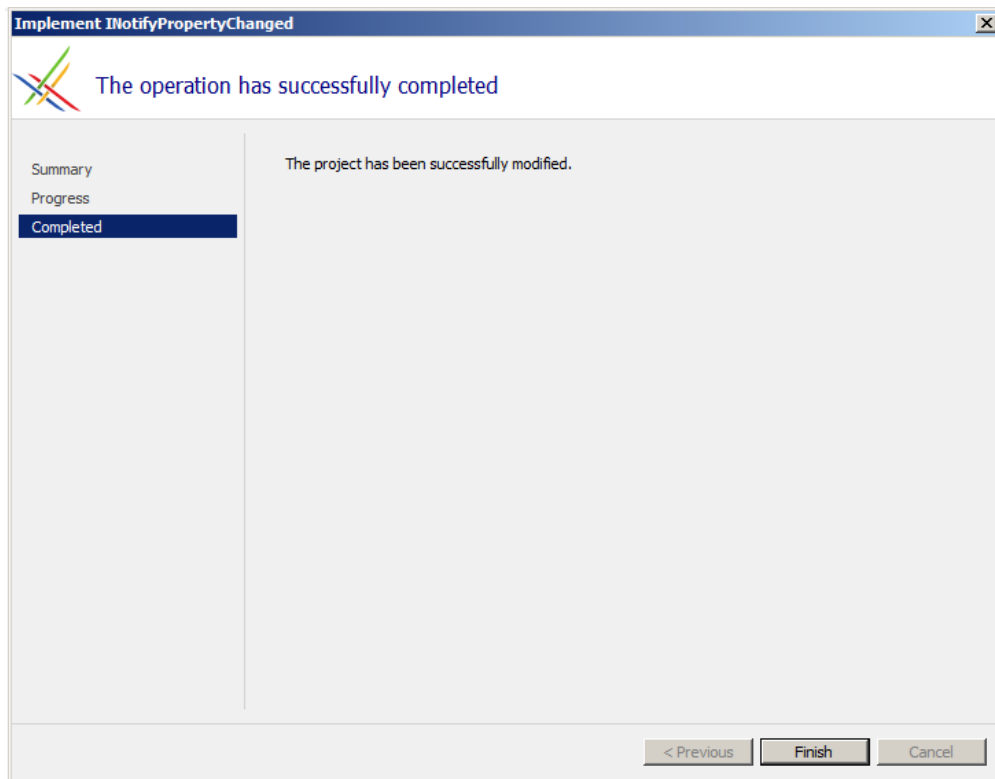 Implement INotifyPropertyChanged
The operation has successfully completed
Summary
Progress
Completed
The project has been successfully modified.
< Previous
Finish
Cancel